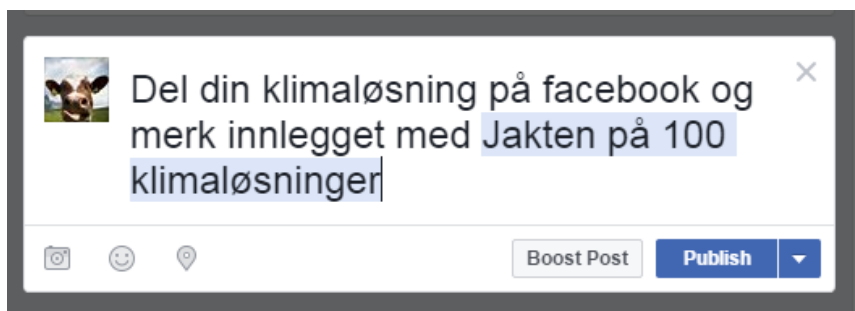 Del din klimaløsning på facebook og
merk innlegget med Jakten på 100
klimaløsninger
Boost Post
Publish